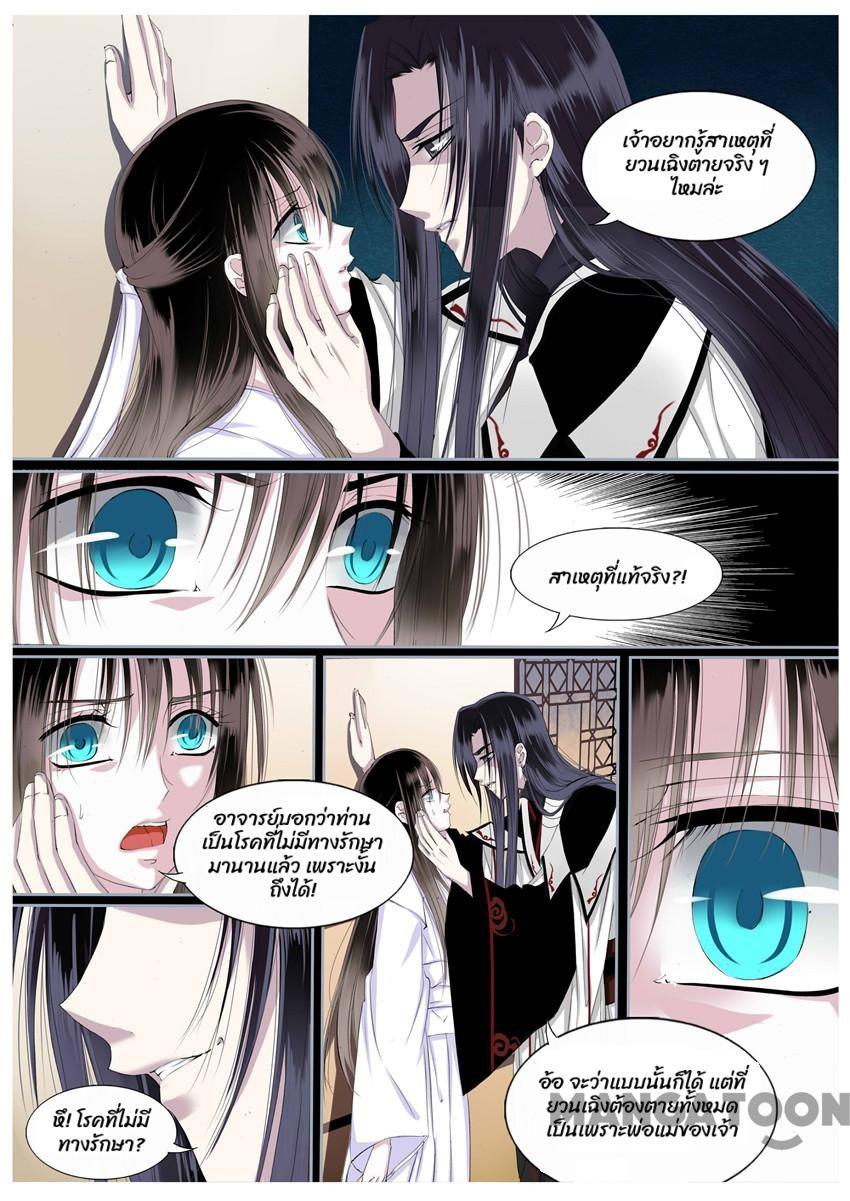 เจ้าอยากรู้สาเหตุที่
ยวนเฉิงตายจริง ๆ
ไหมล่ะ
สาเหตุที่แท้จริง?!
อาจารย์บอกว่าท่าน
เป็นโรคที่ไม่มีทางรักษา
มานานแล้ว เพราะงั้น
ถึงได้!
หึ! โรคที่ไม่มี
ทางรักษา?
อ้อ จะว่าแบบนั้นก็ได้ แต่ที่
ยวนเฉิงต้องตายทั้งหมด
เป็นเพราะพ่อแม่ของเจ้า
MANGATOON